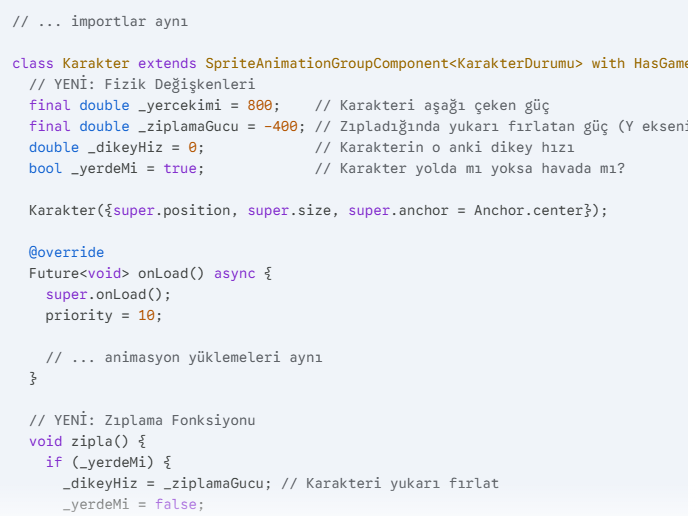 // ... importlar aynı
class Karakter extends SpriteAnimationGroupComponent<KarakterDurumu> with HasGame
// YENİ: Fizik Değişkenleri
final double _yercekimi = 800; // Karakteri aşağı çeken güç
final double _ziplamaGucu = -400; // Zıpladığında yukarı fırlatan güç (Y ekseni
double _dikeyHiz = 0; // Karakterin o anki dikey hızı
bool _yerdeMi = true; // Karakter yolda mı yoksa havada mı?
Karakter({super.position, super.size, super.anchor = Anchor.center});
@override
Future<void> onLoad() async {
super.onLoad();
priority = 10;
// ... animasyon yüklemeleri aynı
}
// YENİ: Zıplama Fonksiyonu
void zipla() {
if (_yerdeMi) {
_dikeyHiz = _ziplamaGucu; // Karakteri yukarı fırlat
_yerdeMi = false;